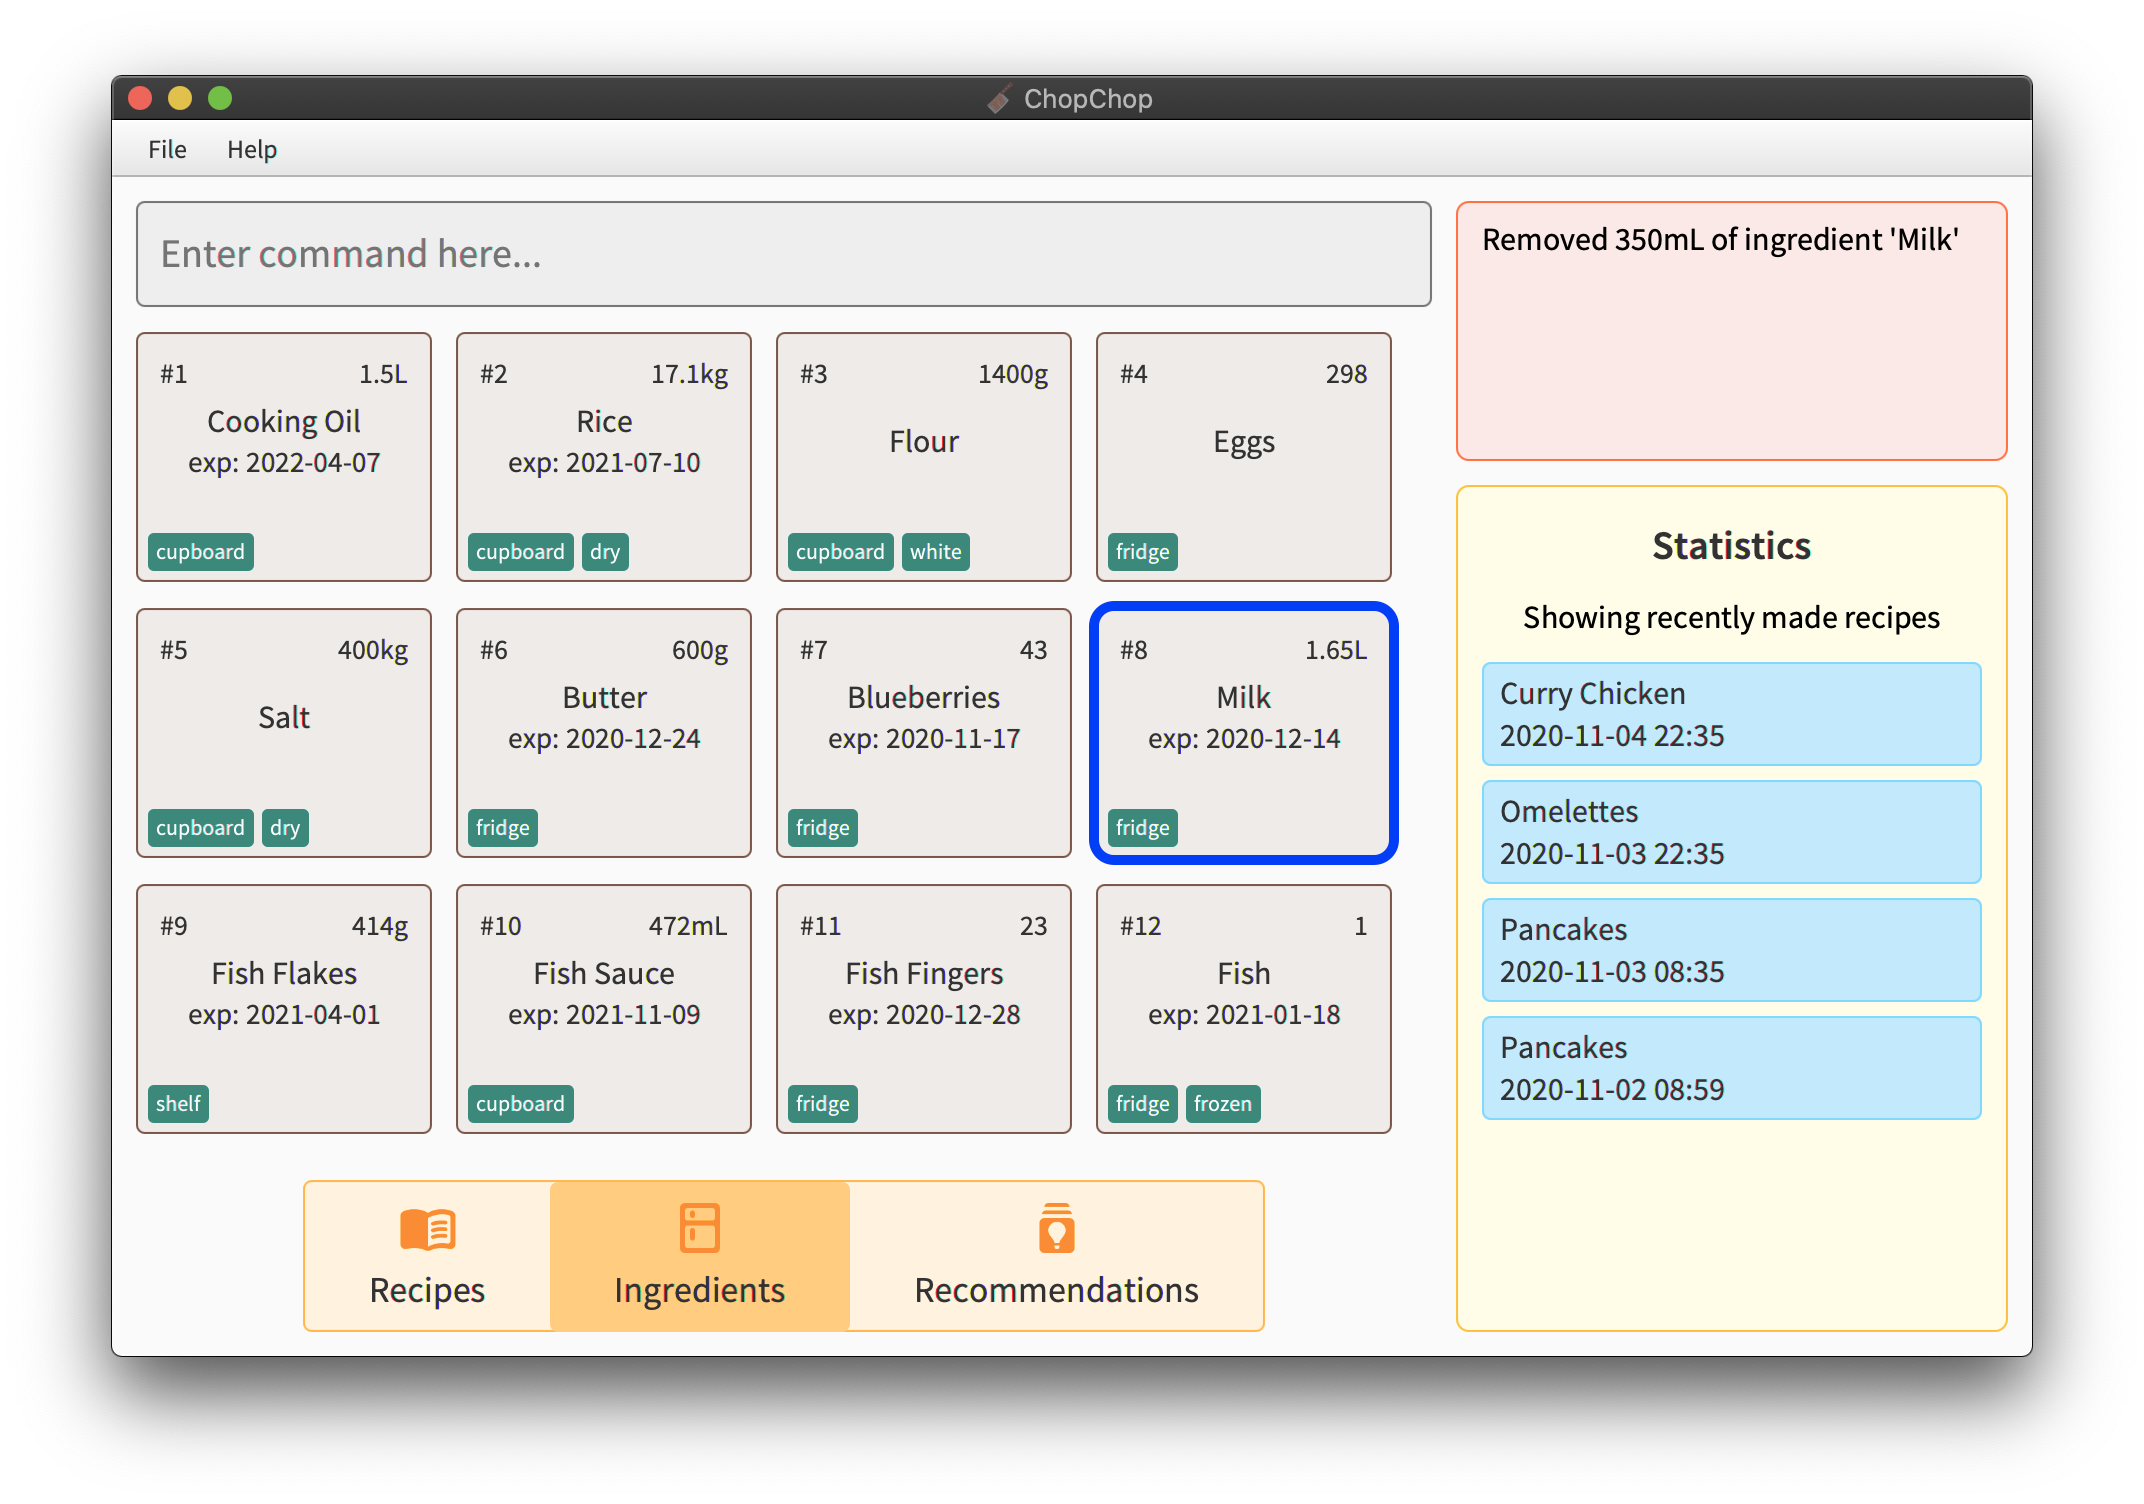 ChopChop
File Help
Enter command here...
Removed 350mL of ingredient 'Milk'
#1 1.5L
Cooking Oil
exp: 2022-04-07
cupboard
#2 17.1kg
Rice
exp: 2021-07-10
cupboard dry
#3 1400g
Flour
cupboard white
#4 298
Eggs
fridge
#5 400kg
Salt
cupboard dry
#6 600g
Butter
exp: 2020-12-24
fridge
#7 43
Blueberries
exp: 2020-11-17
fridge
#8 1.65L
Milk
exp: 2020-12-14
fridge
#9 414g
Fish Flakes
exp: 2021-04-01
shelf
#10 472mL
Fish Sauce
exp: 2021-11-09
cupboard
#11 23
Fish Fingers
exp: 2020-12-28
fridge
#12 1
Fish
exp: 2021-01-18
fridge frozen
Statistics
Showing recently made recipes
Curry Chicken
2020-11-04 22:35
Omelettes
2020-11-03 22:35
Pancakes
2020-11-03 08:35
Pancakes
2020-11-02 08:59
Recipes
Ingredients
Recommendations